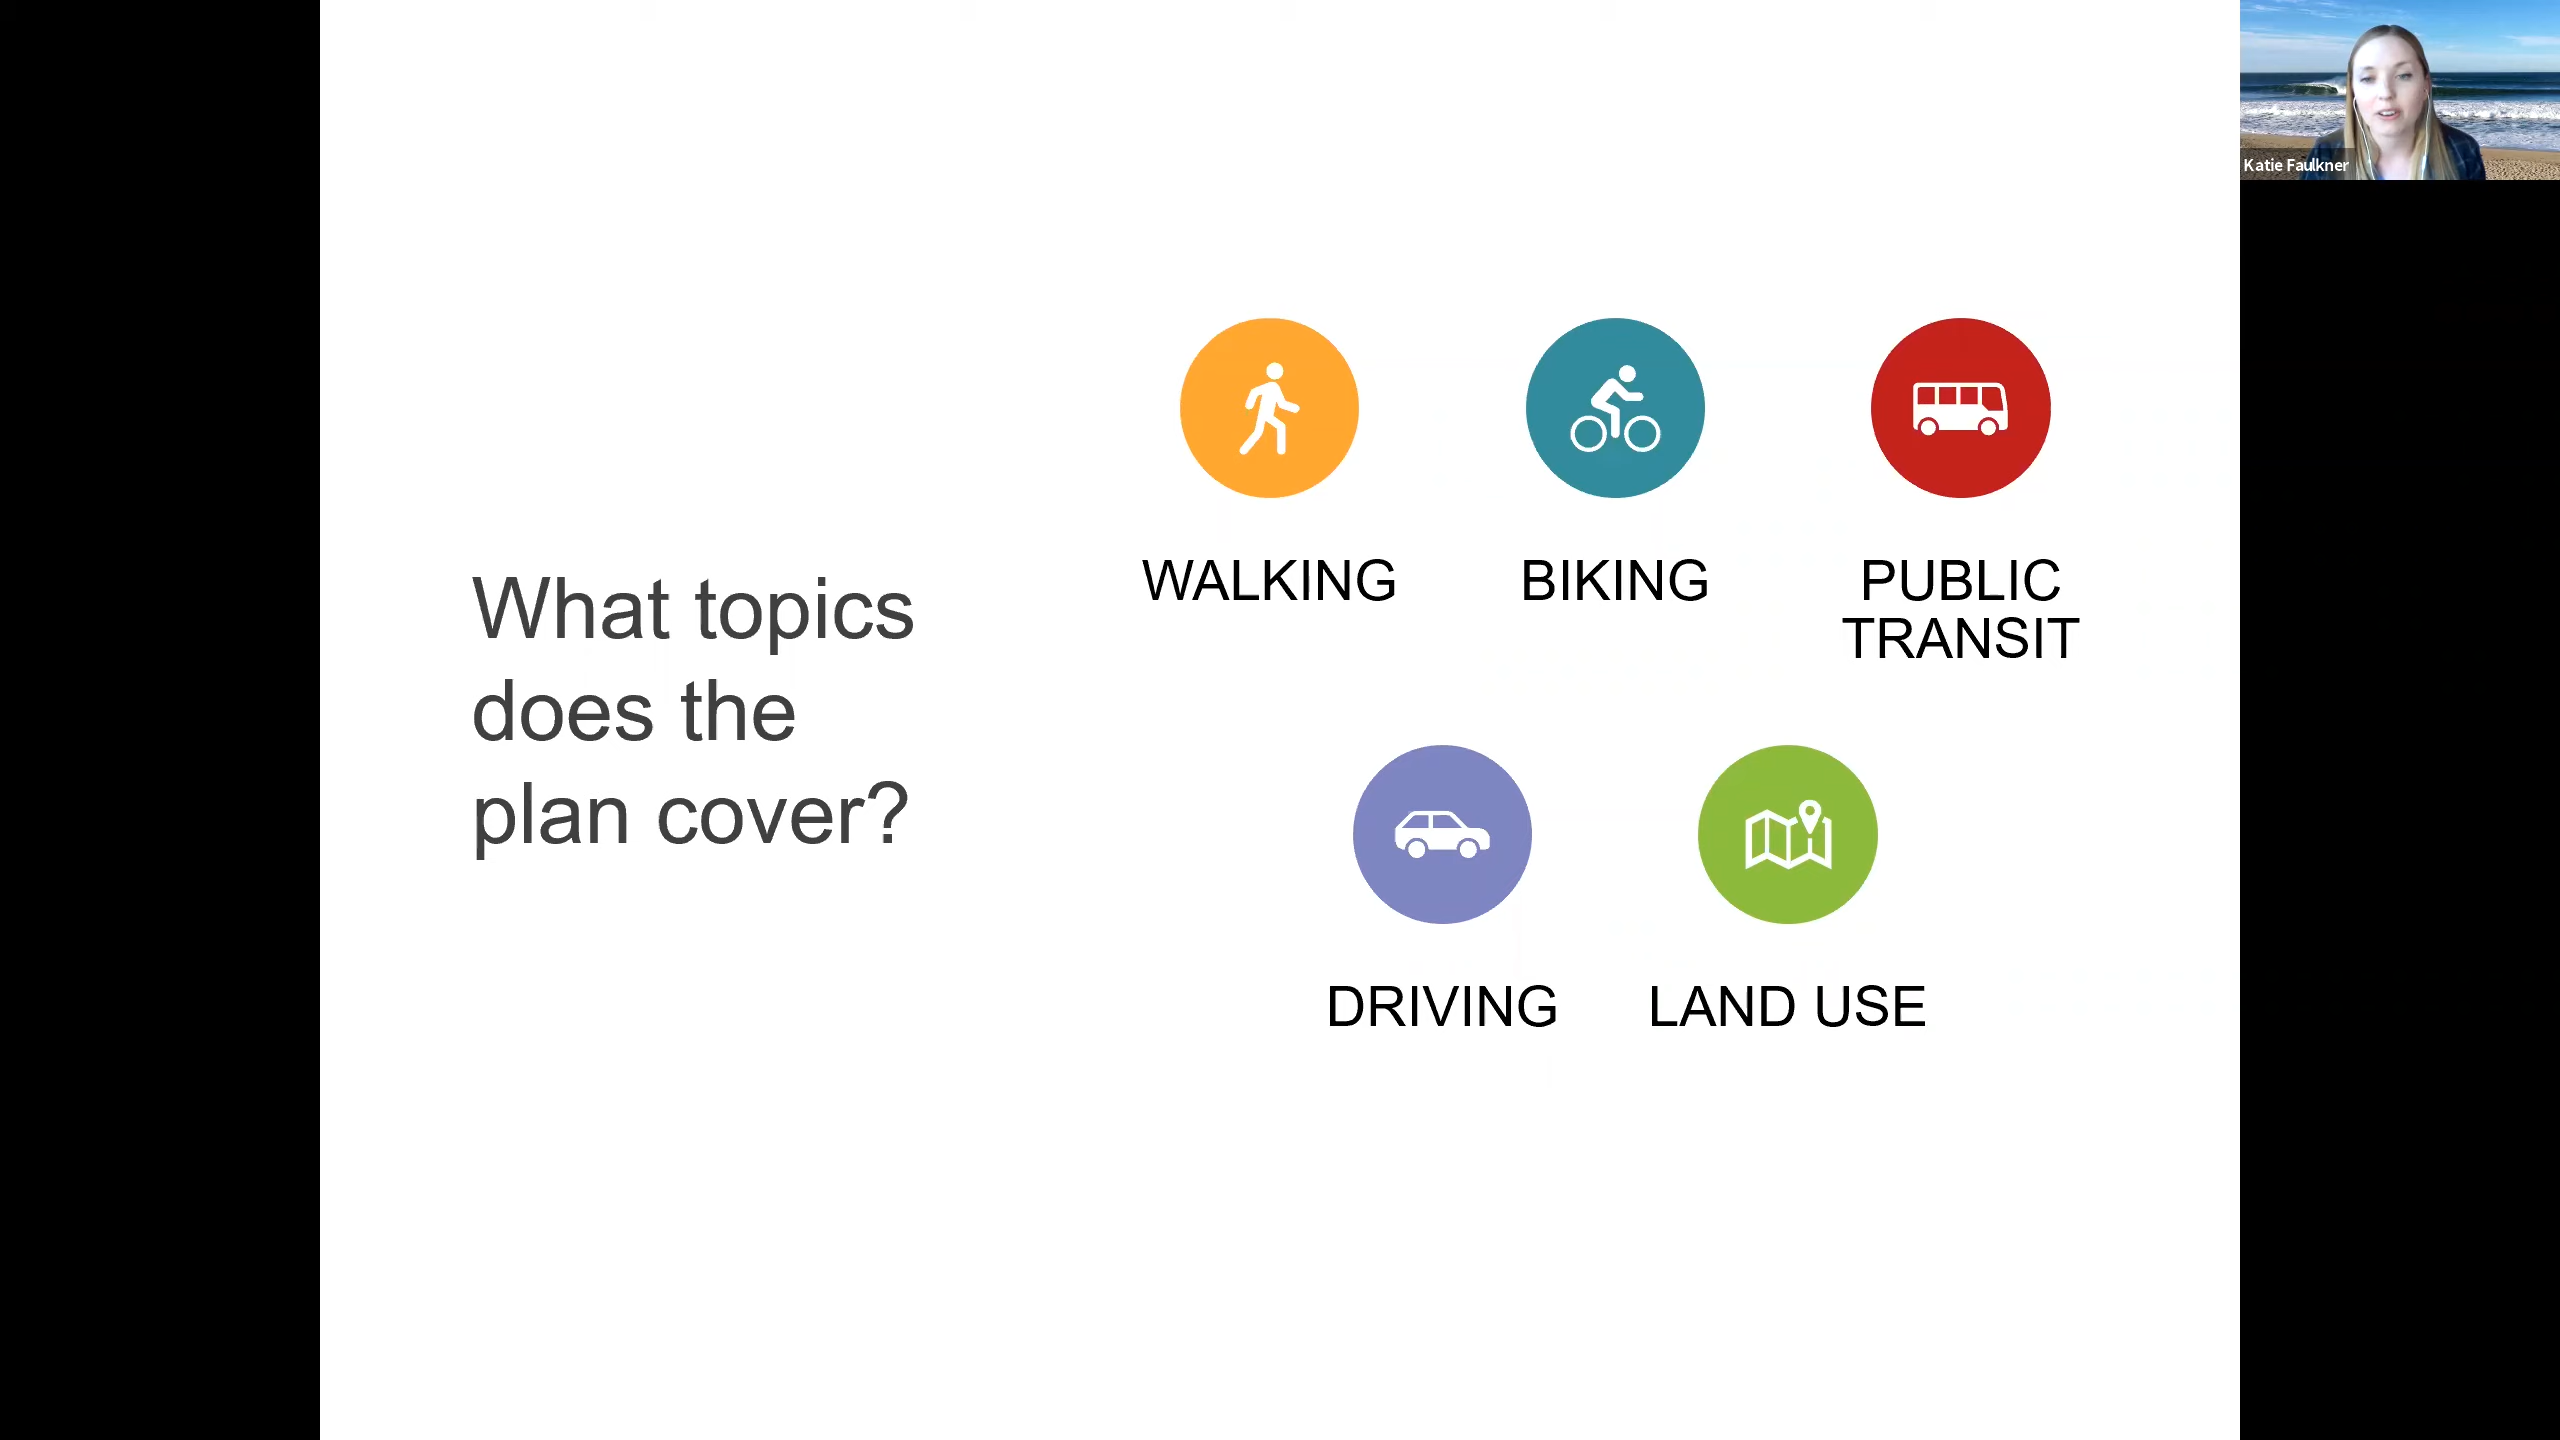 What topics
does the
plan cover?
WALKING
BIKING
PUBLIC
TRANSIT
DRIVING
LAND USE
Katie Faulkner